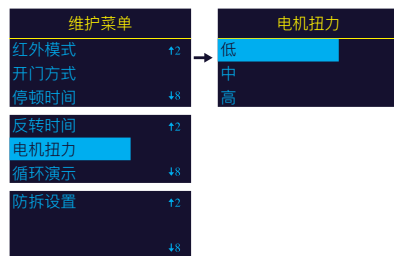 维护菜单
红外模式 ↑2
开门方式
停顿时间 ↓8
反转时间 ↑2
电机扭力
循环演示 ↓8
防拆设置 ↑2
↓8
电机扭力
低
中
高